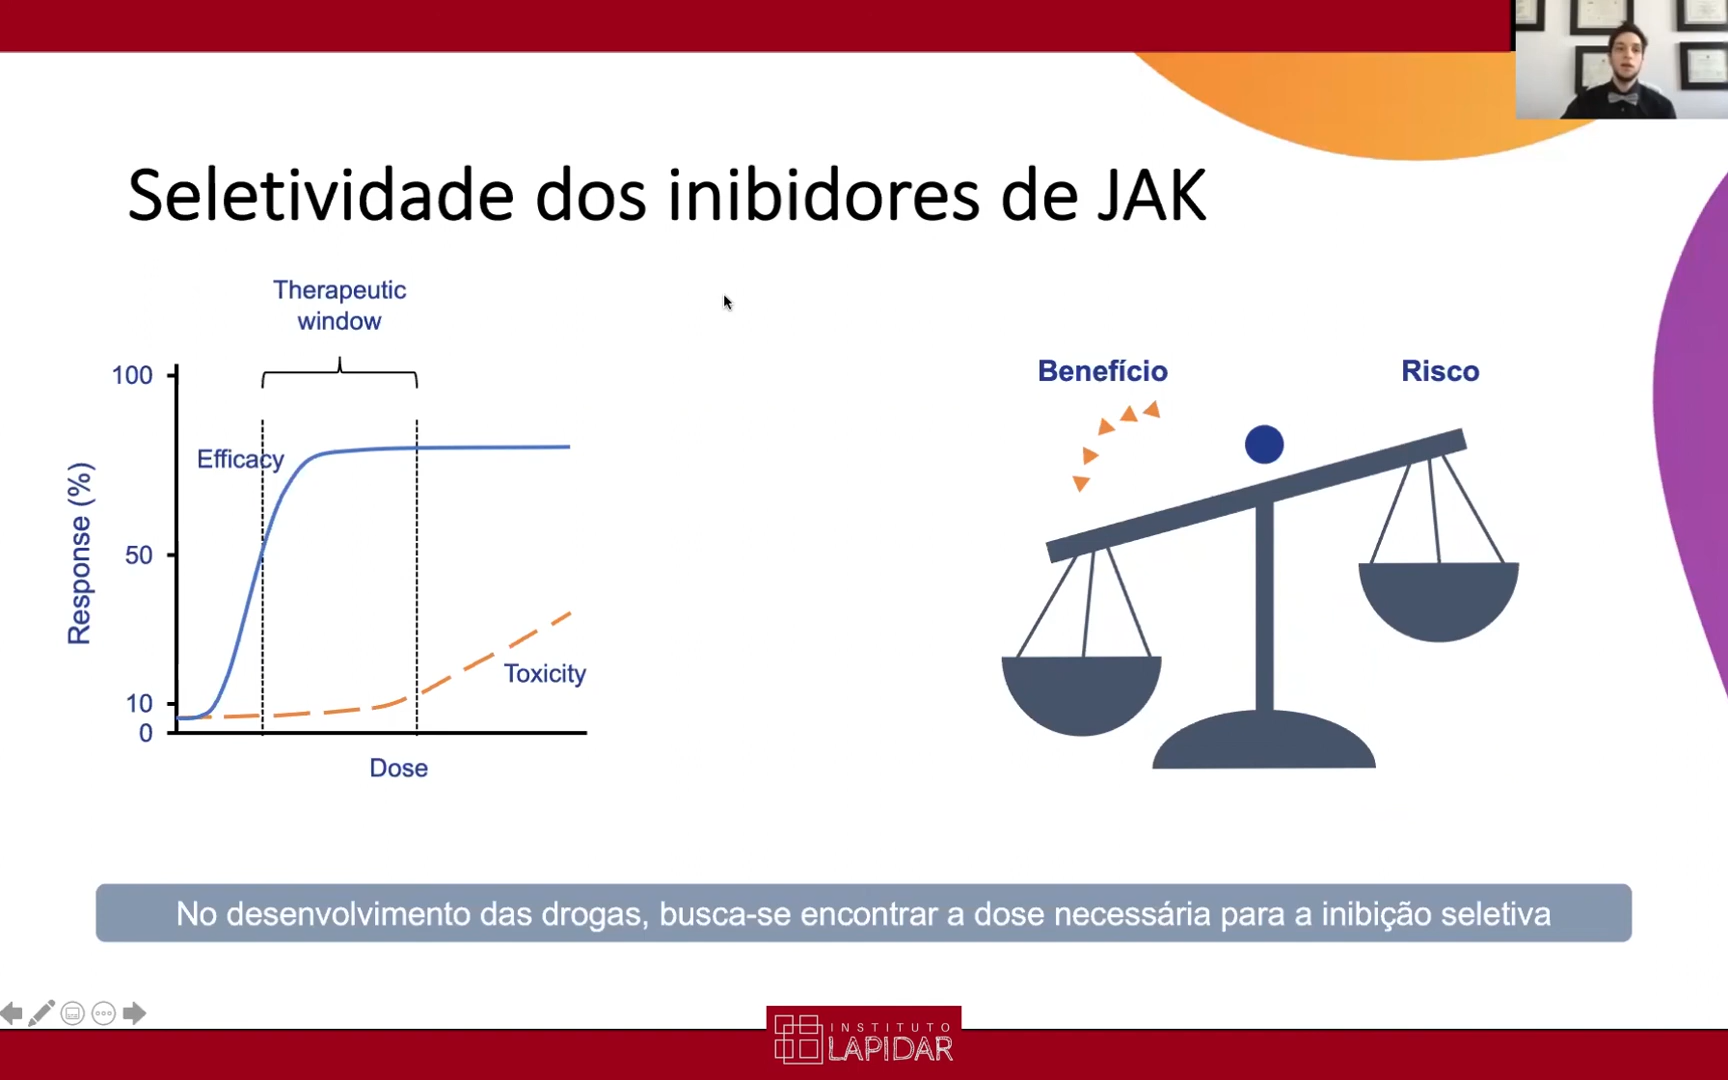 Seletividade dos inibidores de JAK
Therapeutic
window
100
Efficacy
50
Response (%)
Toxicity
10
0
Dose
Benefício
Risco
No desenvolvimento das drogas, busca-se encontrar a dose necessária para a inibição seletiva
INSTITUTO
LAPIDAR